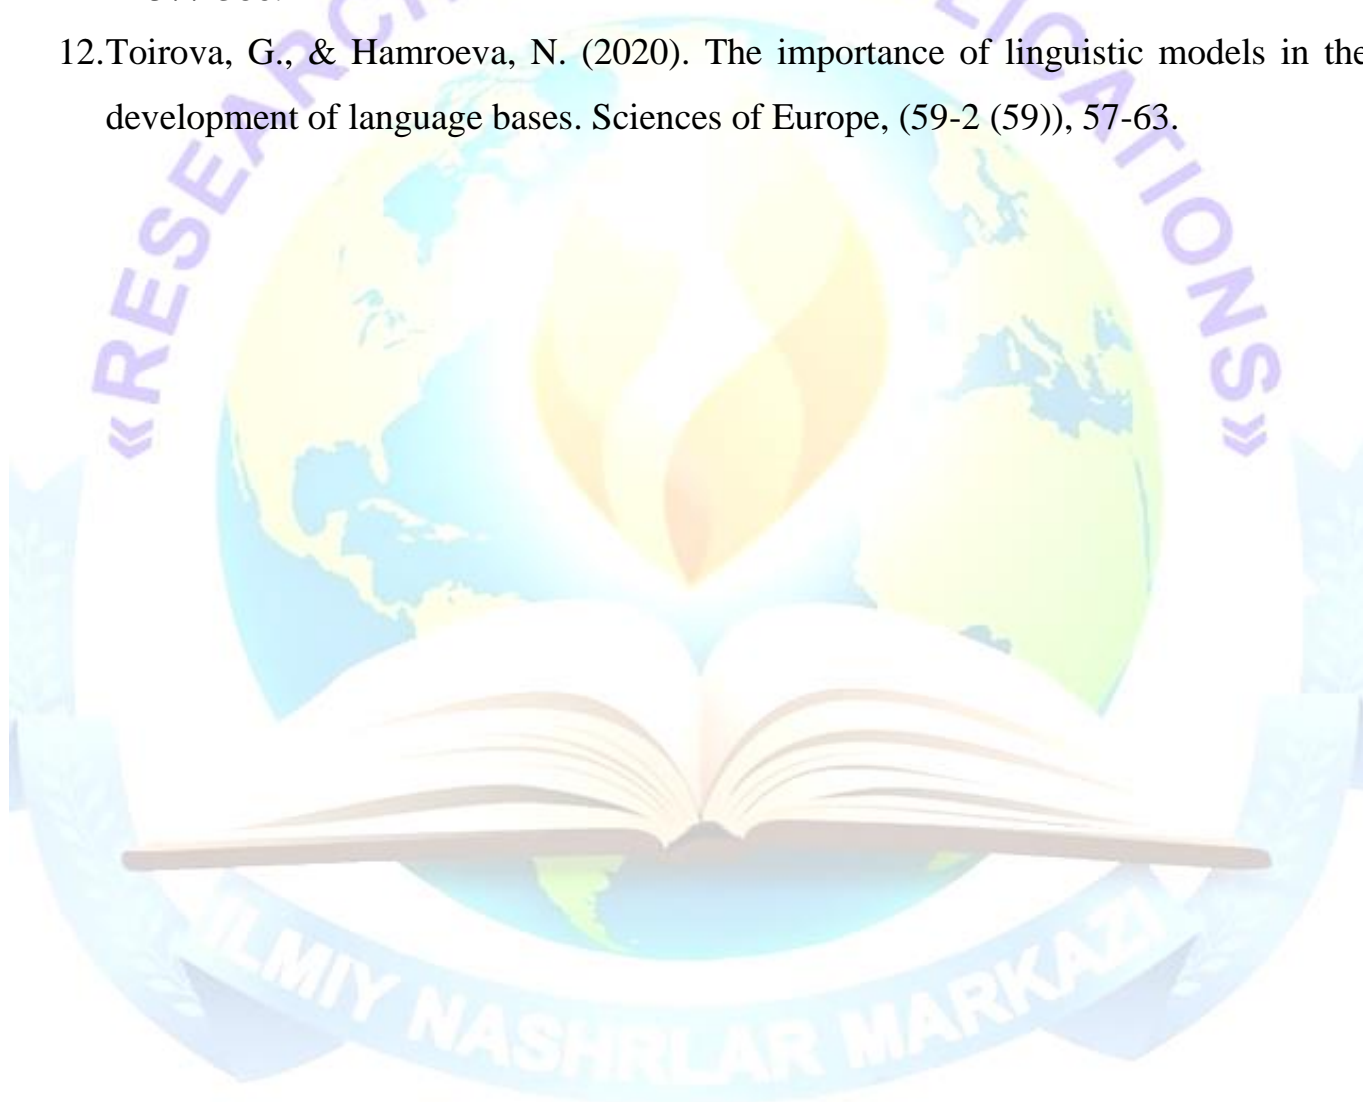 12.Toirova, G., & Hamroeva, N. (2020). The importance of linguistic models in the
development of language bases. Sciences of Europe, (59-2 (59)), 57-63.
«RESEARCH
PUBLICATIONS»
ILMIY NASHRLAR MARKAZI